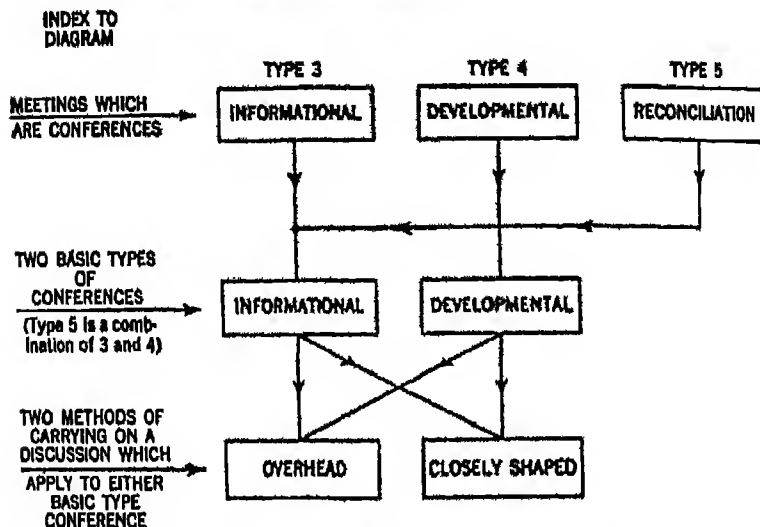 INDEX TO
DIAGRAM
TYPE 3
TYPE 4
TYPE 5
MEETINGS WHICH
ARE CONFERENCES
INFORMATIONAL
DEVELOPMENTAL
RECONCILIATION
TWO BASIC TYPES
OF
CONFERENCES
(Type 5 is a comb-
ination of 3 and 4)
INFORMATIONAL
DEVELOPMENTAL
TWO METHODS OF
CARRYING ON A
DISCUSSION WHICH
APPLY TO EITHER
BASIC TYPE
CONFERENCE
OVERHEAD
CLOSELY SHAPED